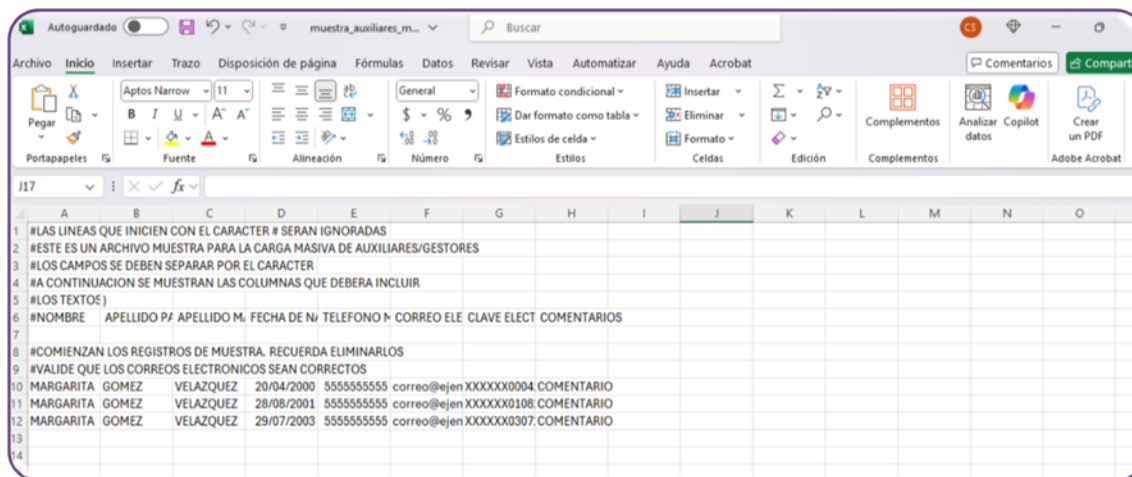 Autoguardado
muestra_auxiliares_m...
Buscar
CS
Archivo Inicio Insertar Trazo Disposición de página Fórmulas Datos Revisar Vista Automatizar Ayuda Acrobat
Comentarios
Compart
Pegar
Portapapeles
Aptos Narrow 11
N K S A A
A
Fuente
Alineación
General
$ % 000
Número
Formato condicional
Dar formato como tabla
Estilos de celda
Estilos
Insertar
Eliminar
Formato
Celdas
Edición
Complementos
Complementos
Analizar datos
Copilot
Crear un PDF
Adobe Acrobat
J17 fx
A B C D E F G H I J K L M N O
1 #LAS LINEAS QUE INICIEN CON EL CARACTER # SERAN IGNORADAS
2 #ESTE ES UN ARCHIVO MUESTRA PARA LA CARGA MASIVA DE AUXILIARES/GESTORES
3 #LOS CAMPOS SE DEBEN SEPARAR POR EL CARACTER
4 #A CONTINUACION SE MUESTRAN LAS COLUMNAS QUE DEBERA INCLUIR
5 #LOS TEXTOS )
6 #NOMBRE APELLIDO PA APELLIDO M. FECHA DE N/ TELEFONO M CORREO ELE CLAVE ELECT COMENTARIOS
7
8 #COMIENZAN LOS REGISTROS DE MUESTRA. RECUERDA ELIMINARLOS
9 #VALIDE QUE LOS CORREOS ELECTRONICOS SEAN CORRECTOS
10 MARGARITA GOMEZ VELAZQUEZ 20/04/2000 5555555555 correo@ejen XXXXXX0004 COMENTARIO
11 MARGARITA GOMEZ VELAZQUEZ 28/08/2001 5555555555 correo@ejen XXXXXX0108 COMENTARIO
12 MARGARITA GOMEZ VELAZQUEZ 29/07/2003 5555555555 correo@ejen XXXXXX0307 COMENTARIO
13
14